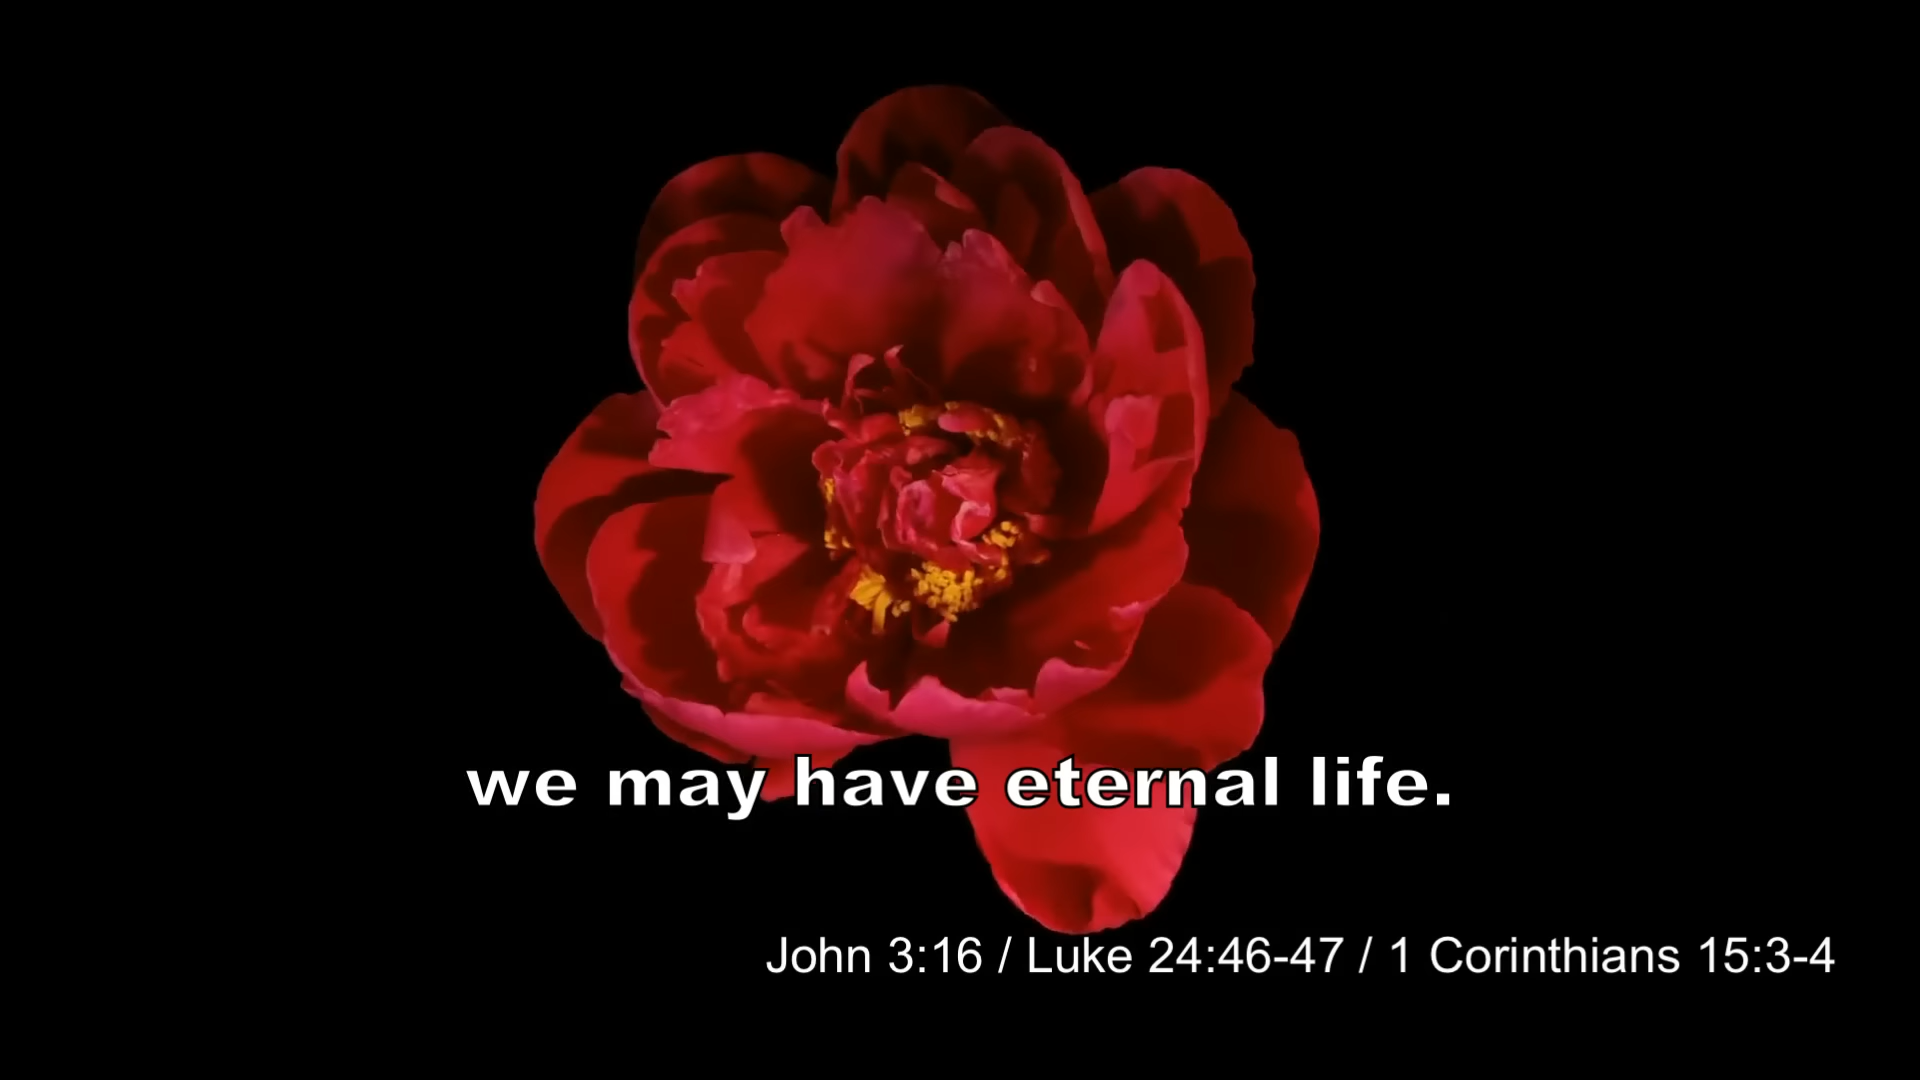 we may have eternal life.
John 3:16 / Luke 24:46-47 / 1 Corinthians 15:3-4